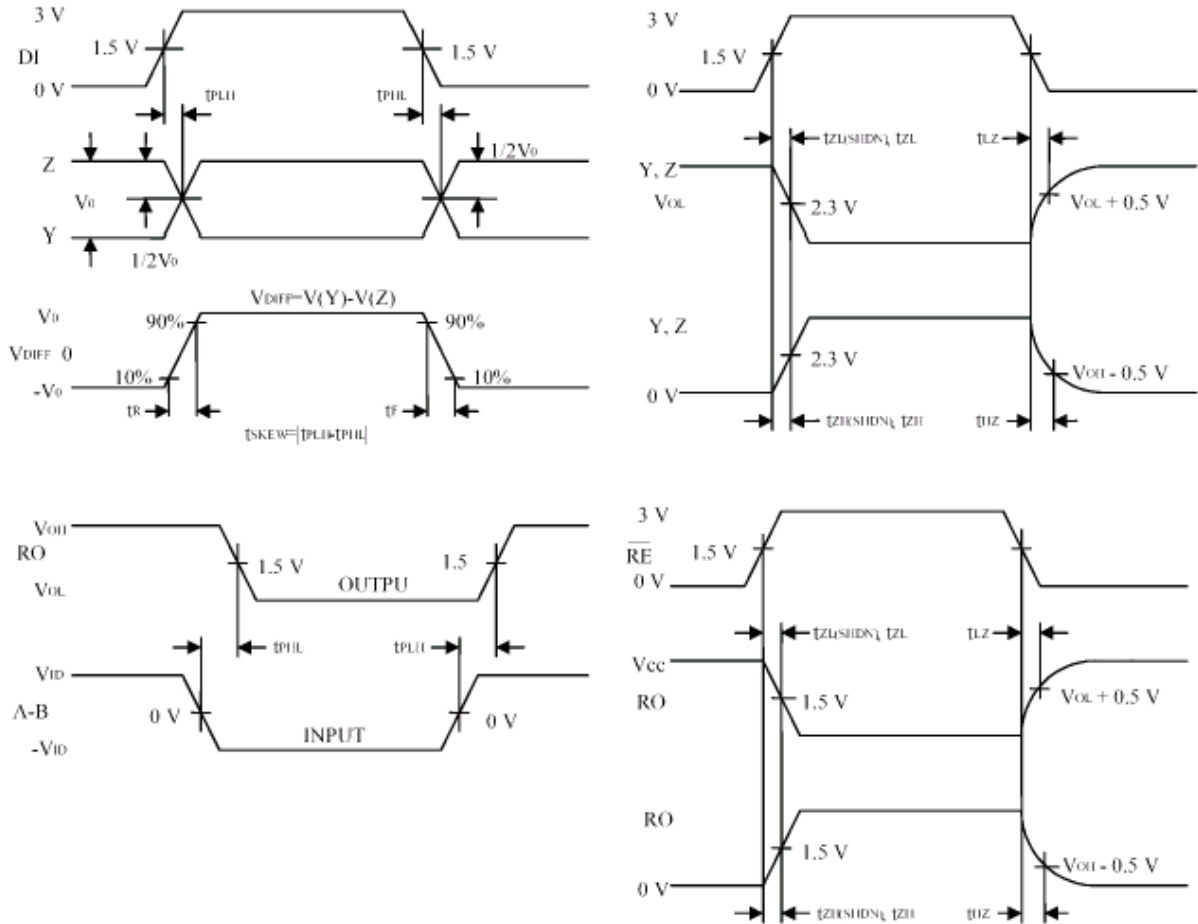 3 V
DI
1.5 V
1.5 V
0 V
tPLH
tPHL
Z
1/2V0
V0
Y
1/2V0
VDIFF=V(Y)-V(Z)
V0
90%
90%
VDIFF 0
10%
10%
-V0
tR
tF
tSKEW=|tPLH-tPHL|
3 V
1.5 V
0 V
tZL(SHDN), tZL
tLZ
Y, Z
VOL
2.3 V
VOL + 0.5 V
Y, Z
2.3 V
VOH - 0.5 V
0 V
tZH(SHDN), tZH
tHZ
VOH
RO
1.5 V
1.5
VOL
OUTPU
tPHL
tPLH
VID
A-B
0 V
0 V
INPUT
-VID
3 V
RE
1.5 V
0 V
tZL(SHDN), tZL
tLZ
VCC
RO
1.5 V
VOL + 0.5 V
RO
1.5 V
VOH - 0.5 V
0 V
tZH(SHDN), tZH
tHZ